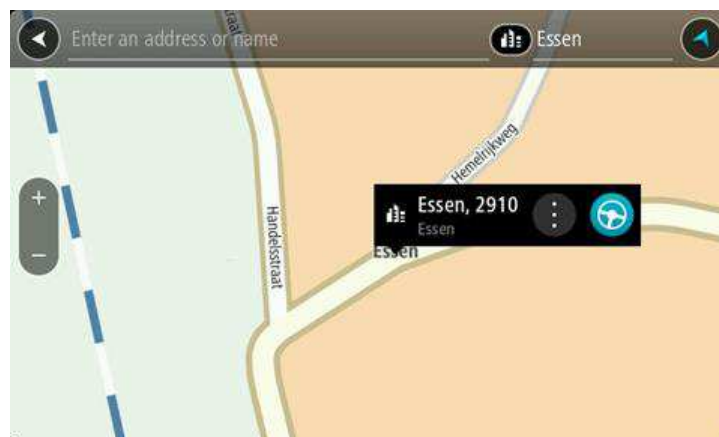 Enter an address or name
Essen
Hemelrijkweg
Essen, 2910
Essen
Essen
Handelsstraat